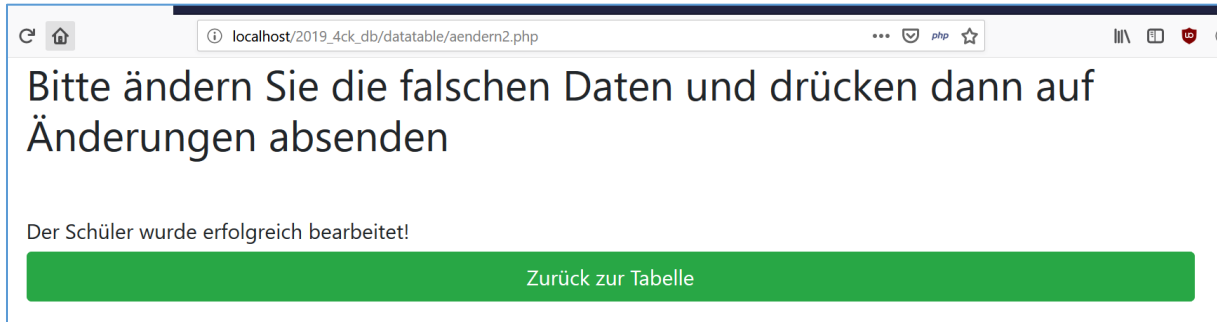 localhost/2019_4ck_db/datatable/aendern2.php
php
Bitte ändern Sie die falschen Daten und drücken dann auf
Änderungen absenden
Der Schüler wurde erfolgreich bearbeitet!
Zurück zur Tabelle